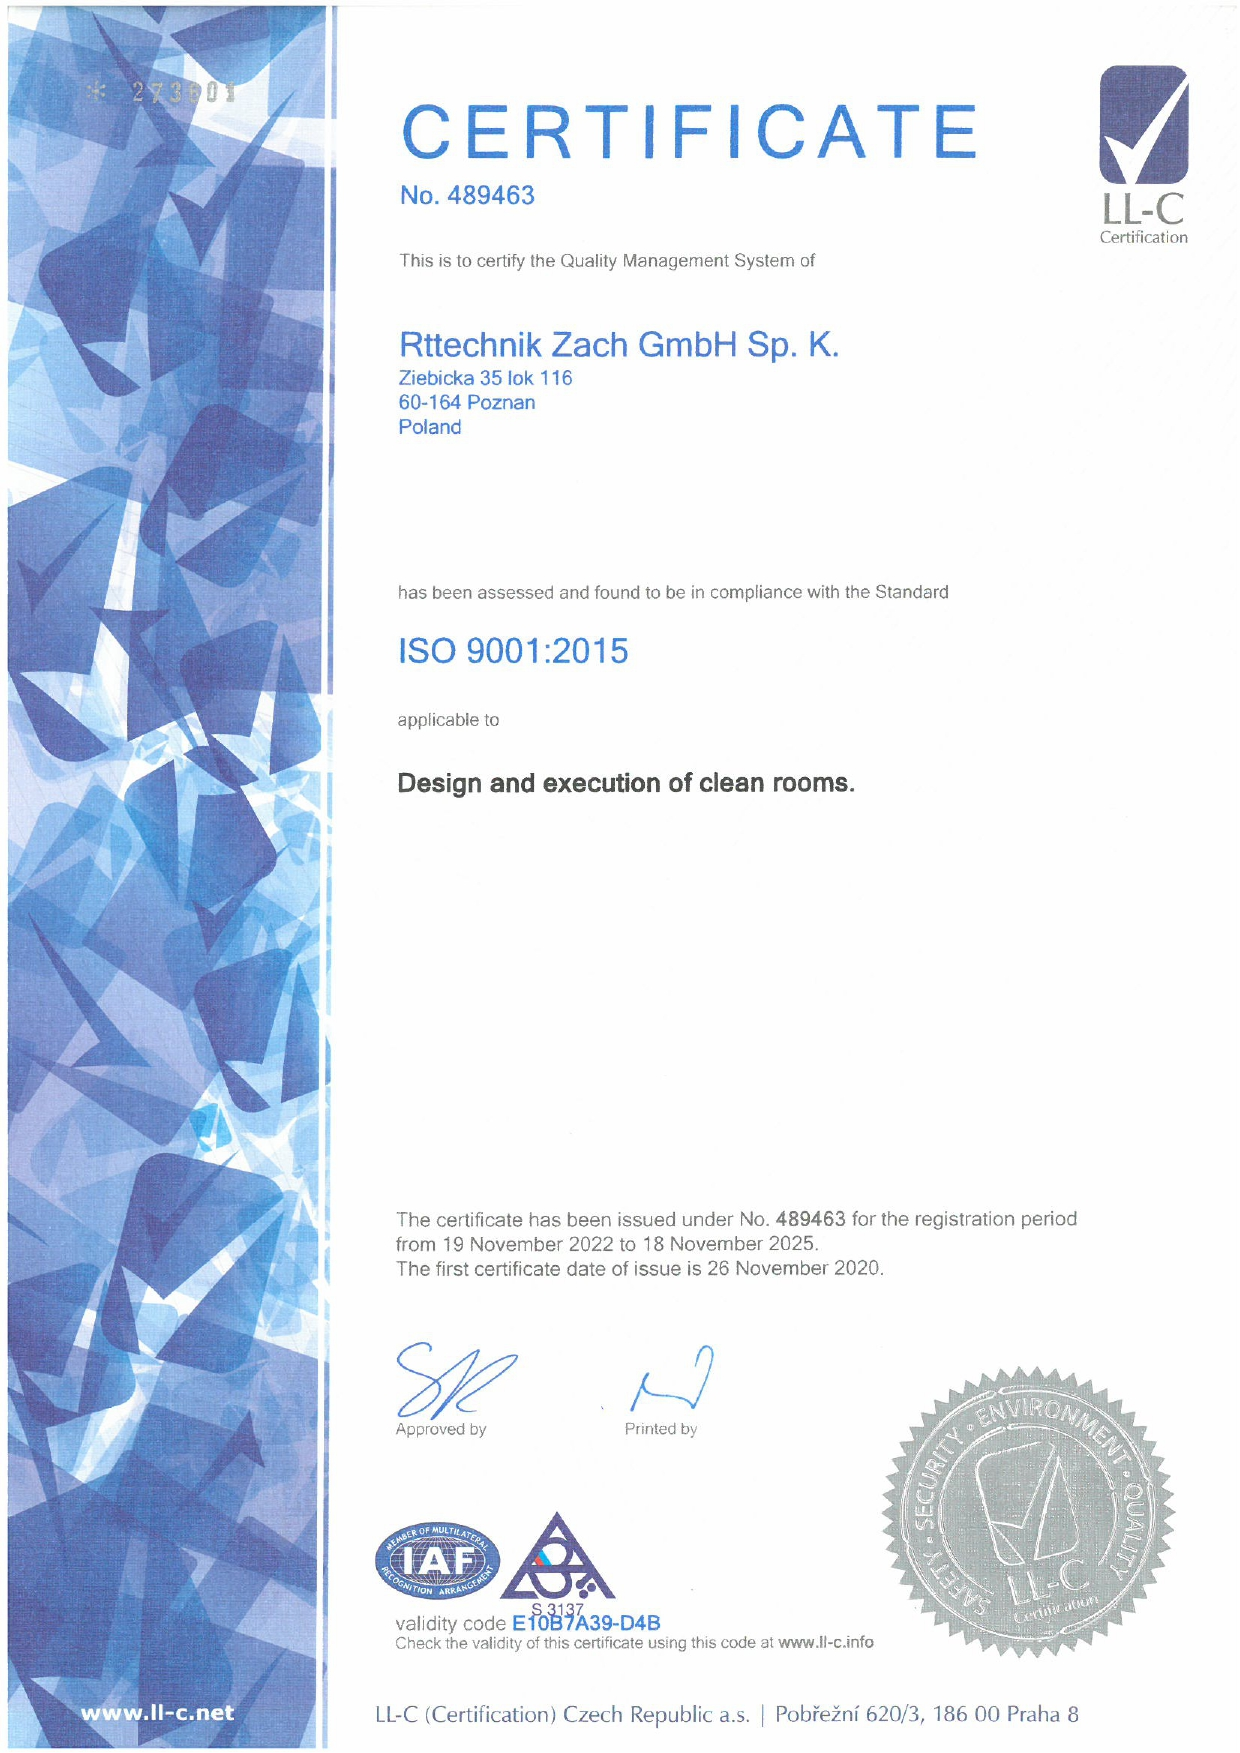 * 273601
CERTIFICATE
No. 489463
LL-C
Certification
This is to certify the Quality Management System of
Rttechnik Zach GmbH Sp. K.
Ziebicka 35 lok 116
60-164 Poznan
Poland
has been assessed and found to be in compliance with the Standard
ISO 9001:2015
applicable to
Design and execution of clean rooms.
The certificate has been issued under No. 489463 for the registration period
from 19 November 2022 to 18 November 2025.
The first certificate date of issue is 26 November 2020.
Approved by
Printed by
MEMBER OF MULTILATERAL
IAF
RECOGNITION ARRANGEMENT
S 3137
validity code E10B7A39-D4B
Check the validity of this certificate using this code at www.ll-c.info
SAFETY • SECURITY • ENVIRONMENT • QUALITY
LL-C
Certification
www.ll-c.net
LL-C (Certification) Czech Republic a.s. | Pobřežní 620/3, 186 00 Praha 8